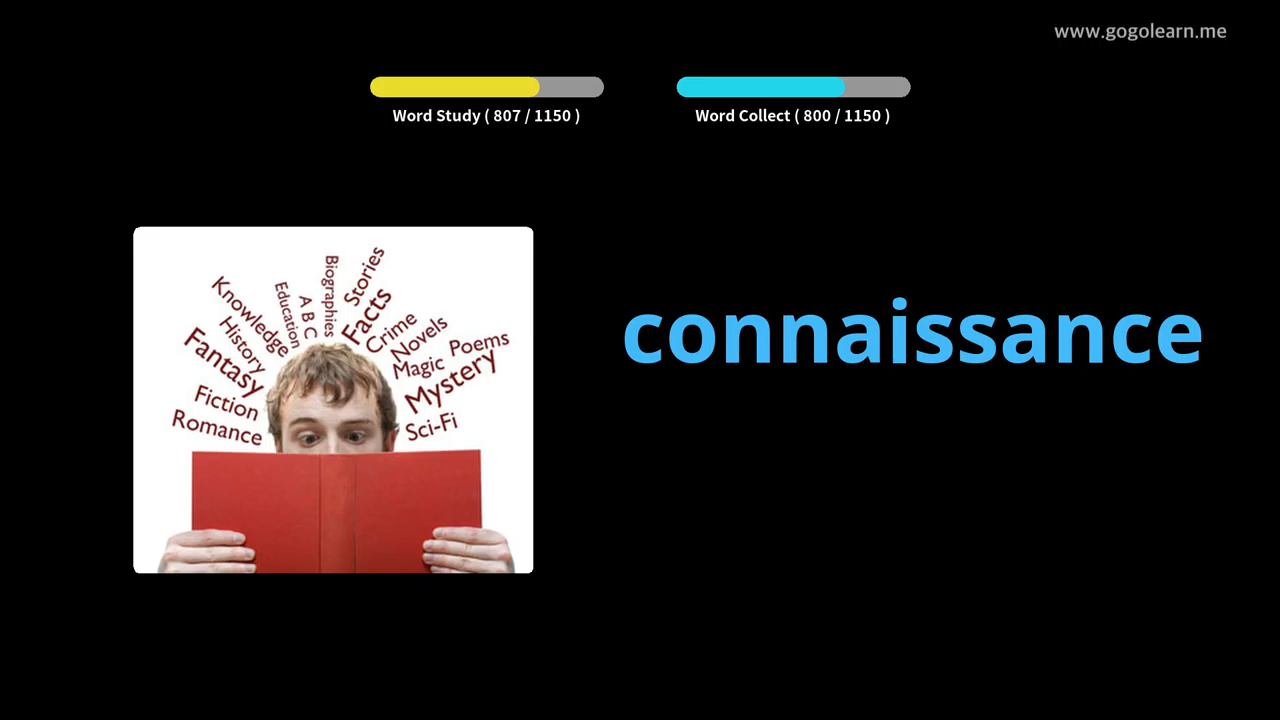 www.gogolearn.me
Word Study ( 807 / 1150 )
Word Collect ( 800 / 1150 )
connaissance
Knowledge
History
Fantasy
Fiction
Romance
Education
A B C
Biographies
Stories
Facts
Crime
Novels
Magic
Poems
Mystery
Sci-Fi